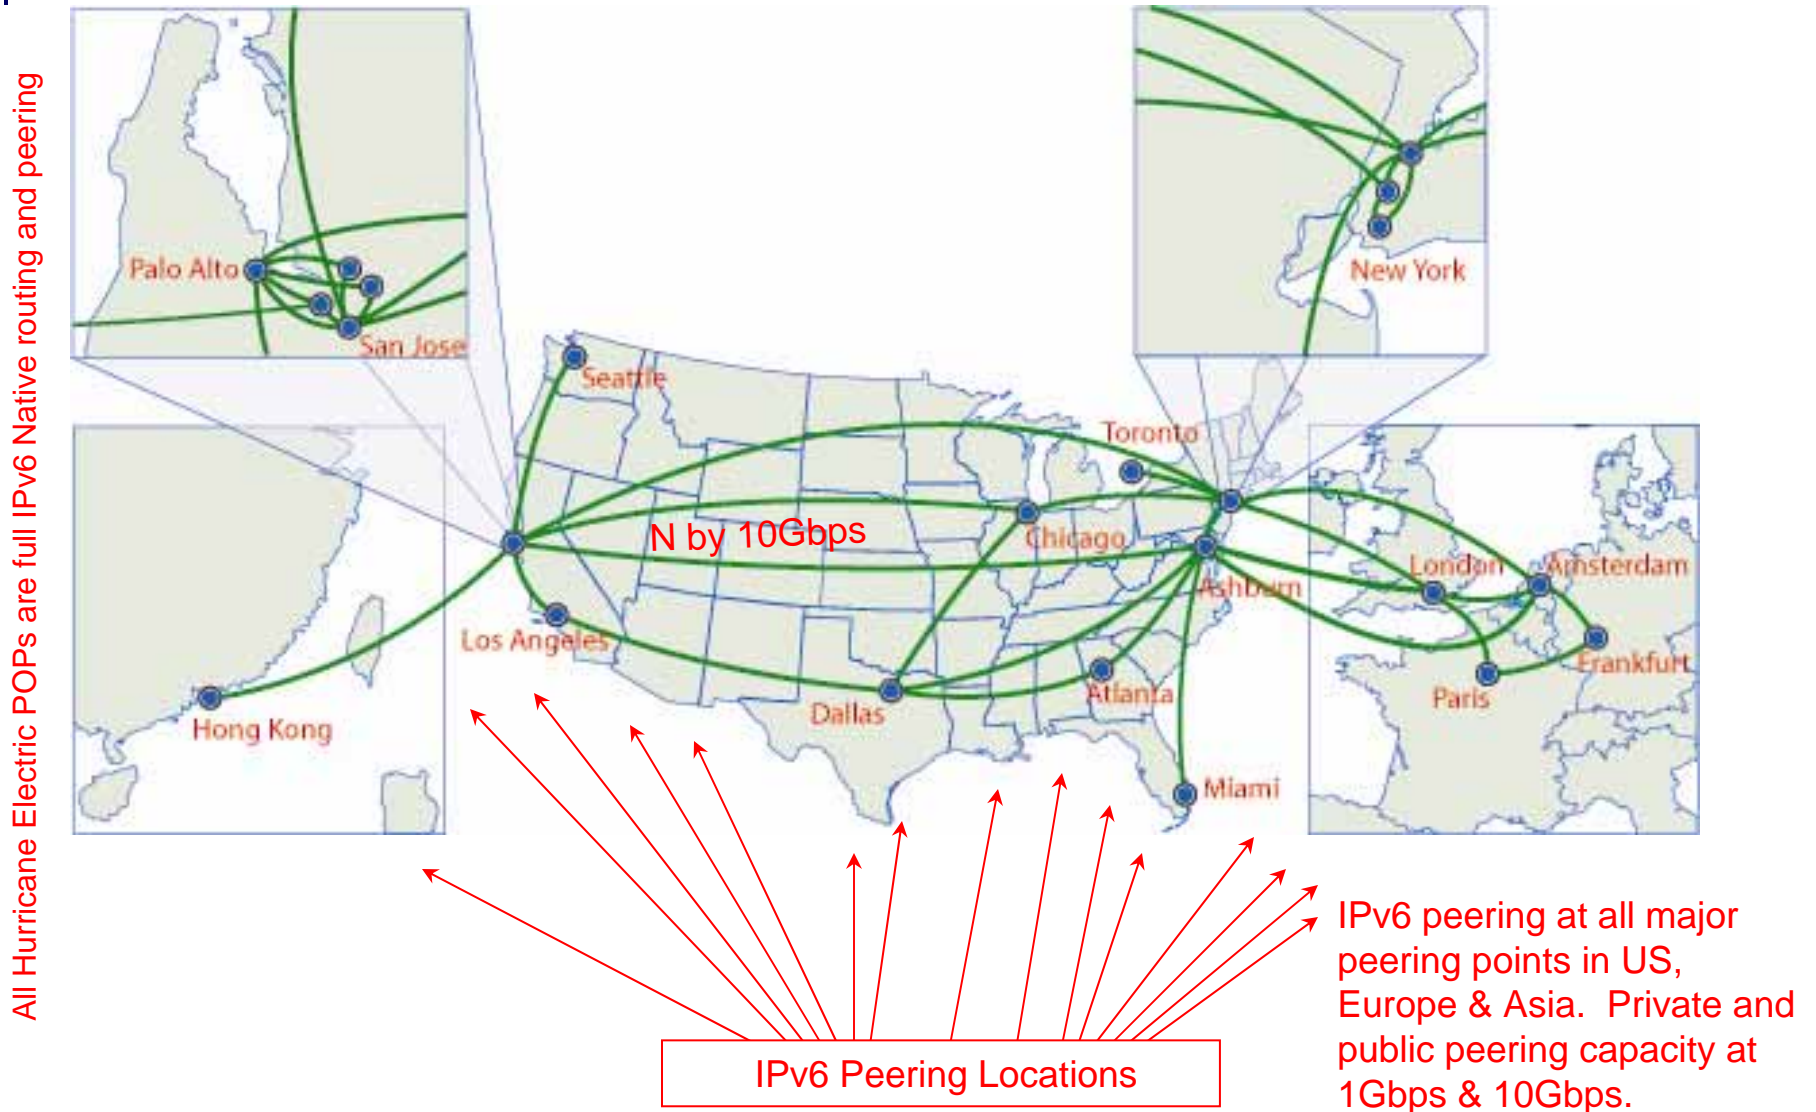 All Hurricane Electric POPs are full IPv6 Native routing and peering
Palo Alto
San Jose
New York
Seattle
Toronto
N by 10Gbps
Chicago
Ashburn
London
Amsterdam
Los Angeles
Frankfurt
Paris
Hong Kong
Dallas
Atlanta
Miami
IPv6 peering at all major
peering points in US,
Europe & Asia.  Private and
public peering capacity at
1Gbps & 10Gbps.
IPv6 Peering Locations